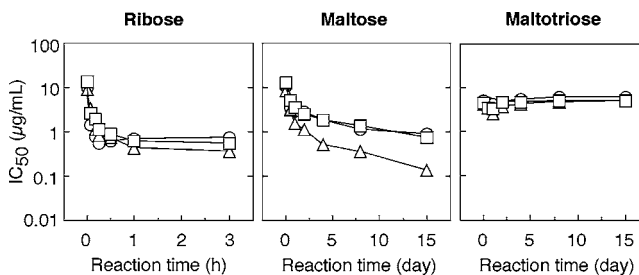 Ribose
Maltose
Maltotriose
IC50 (µg/mL)
100
10
1
0.1
0.01
0 1 2 3
0 5 10 15
0 5 10 15
Reaction time (h)
Reaction time (day)
Reaction time (day)